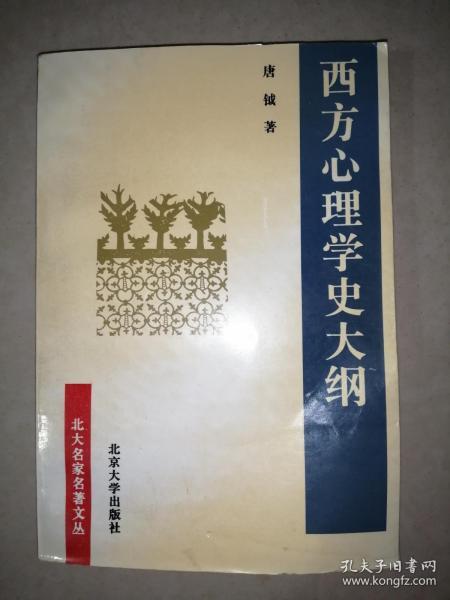 西方心理学史大纲
唐钺著
北京大学出版社
北大名家名著文丛
孔夫子旧书网
www.kongfz.com